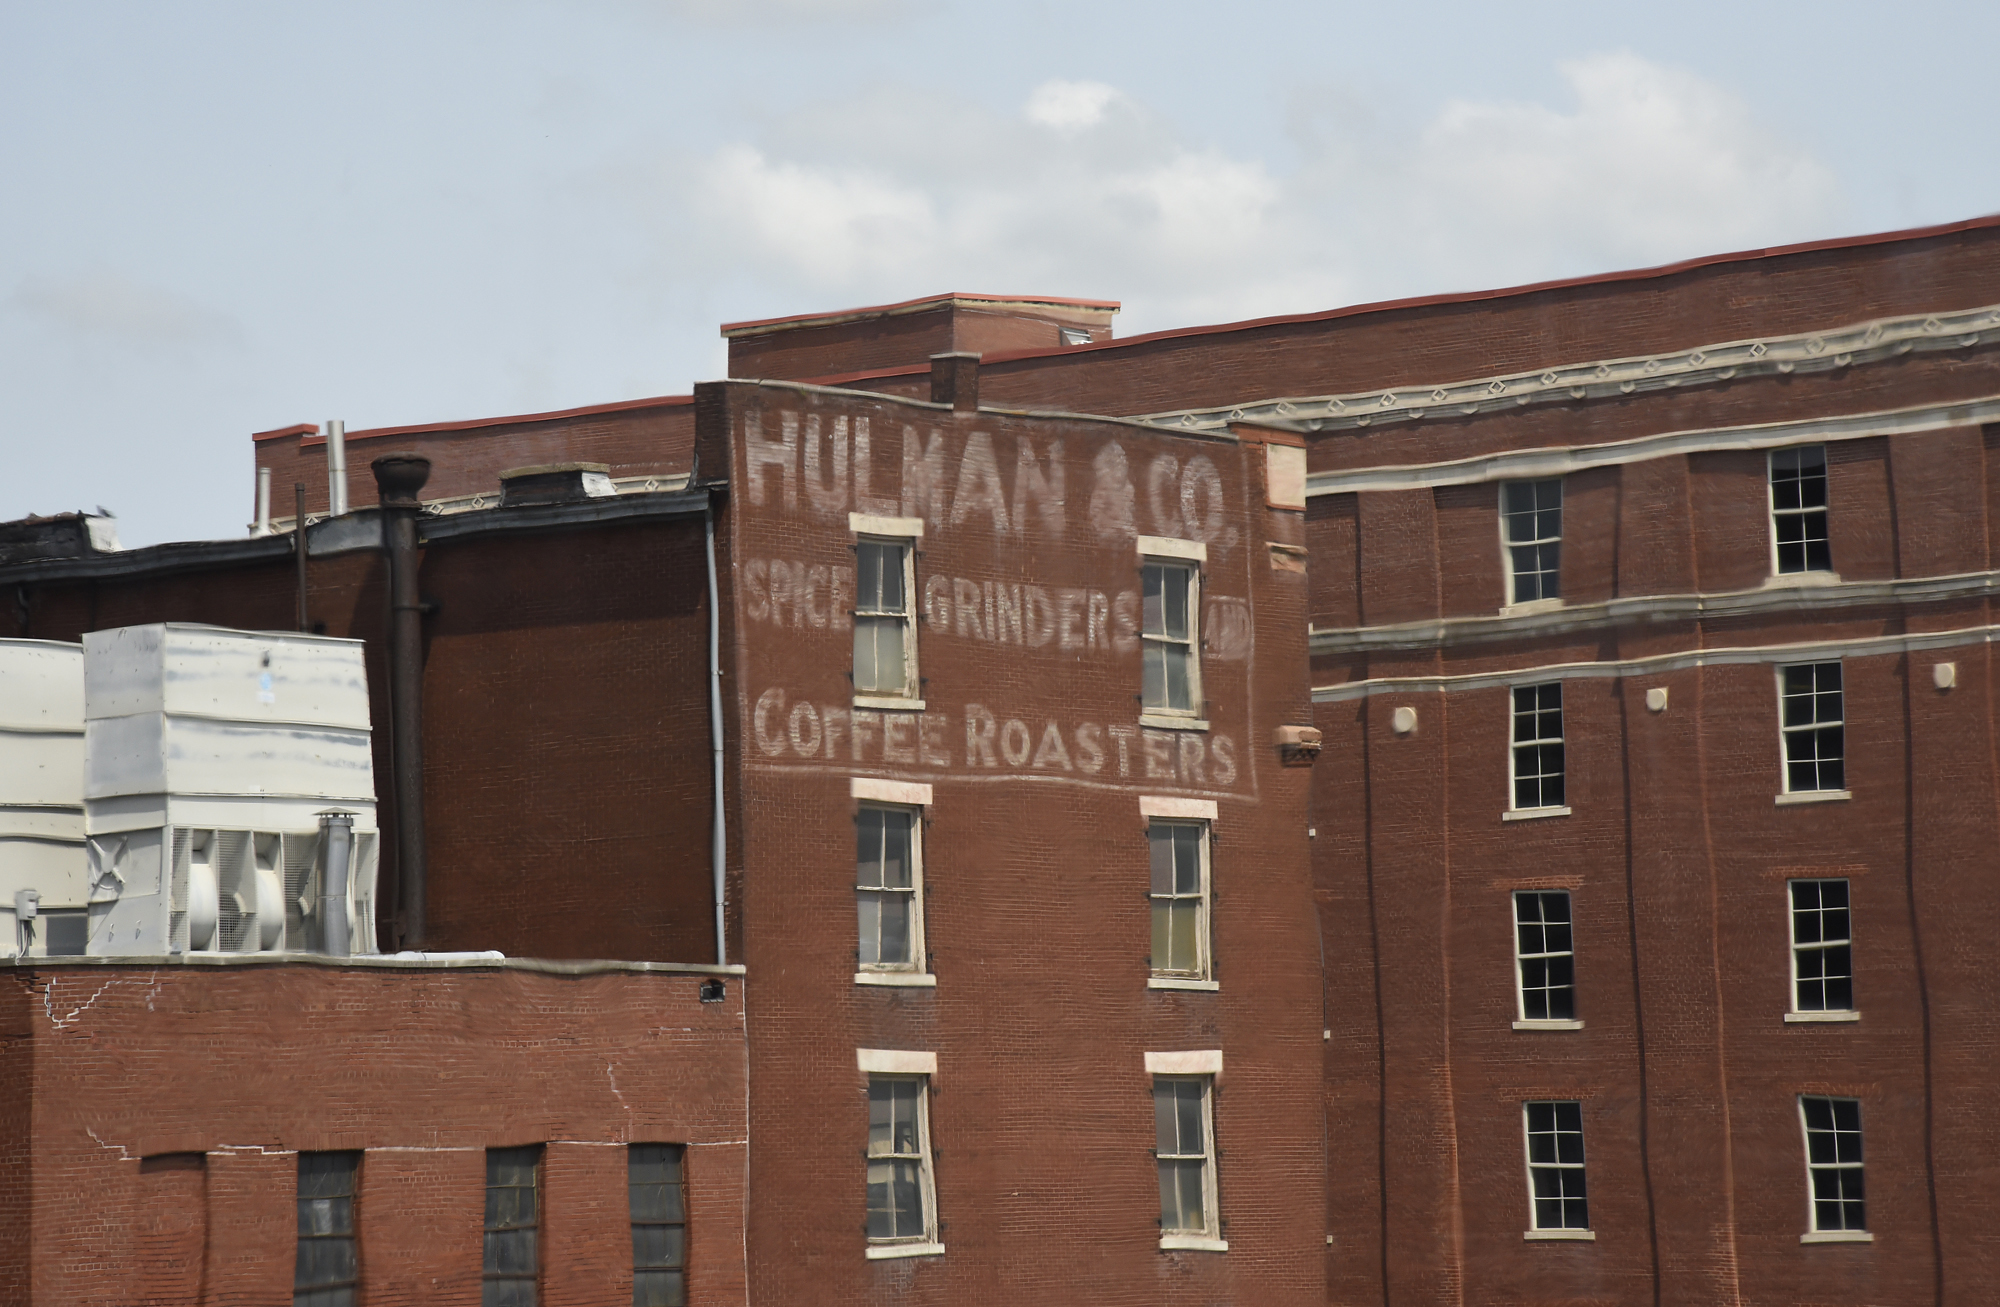 HULMAN & CO.
SPICE GRINDERS AND
COFFEE ROASTERS